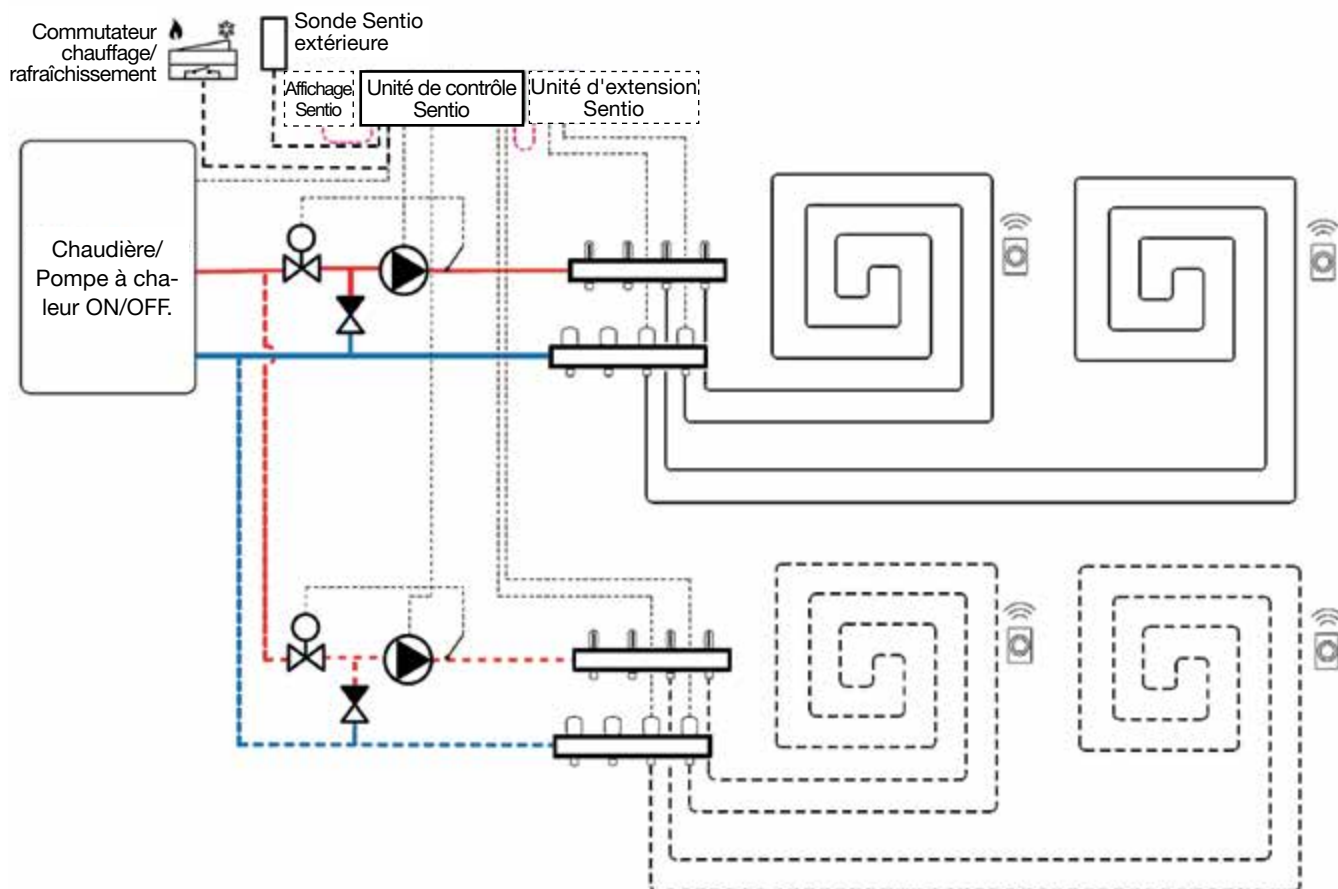 Commutateur
chauffage/
rafraîchissement
Sonde Sentio
extérieure
Affichage
Sentio
Unité de contrôle
Sentio
Unité d'extension
Sentio
Chaudière/
Pompe à cha-
leur ON/OFF.